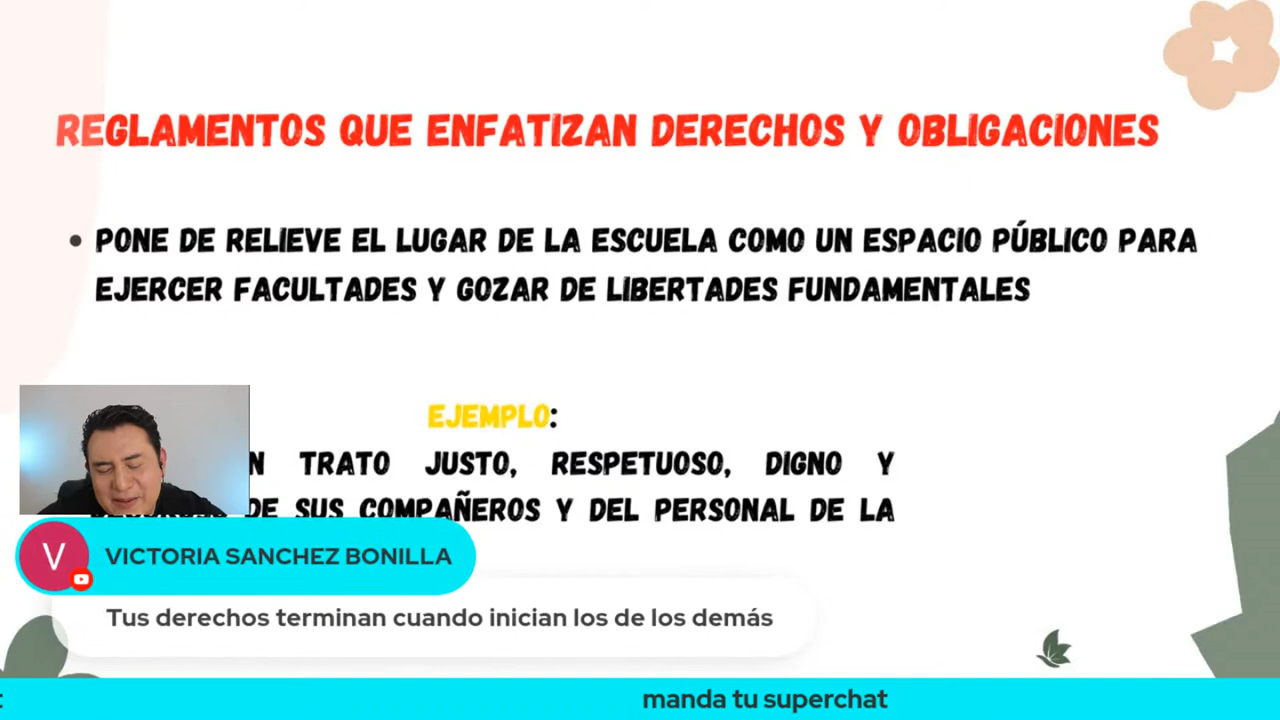 REGLAMENTOS QUE ENFATIZAN DERECHOS Y OBLIGACIONES
• PONE DE RELIEVE EL LUGAR DE LA ESCUELA COMO UN ESPACIO PÚBLICO PARA
EJERCER FACULTADES Y GOZAR DE LIBERTADES FUNDAMENTALES
EJEMPLO:
TRATO JUSTO, RESPETUOSO, DIGNO Y
DE SUS COMPAÑEROS Y DEL PERSONAL DE LA
V
VICTORIA SANCHEZ BONILLA
Tus derechos terminan cuando inician los de los demás
manda tu superchat